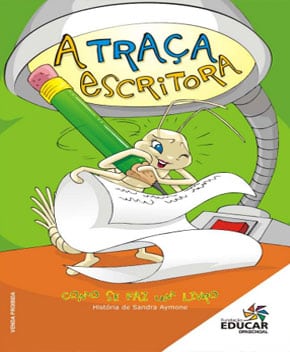 A TRAÇA
ESCRITORA
COMO SE FAZ UM LIVRO
História de Sandra Aymone
VENDA PROIBIDA
Fundação
EDUCAR
DPASCHOAL